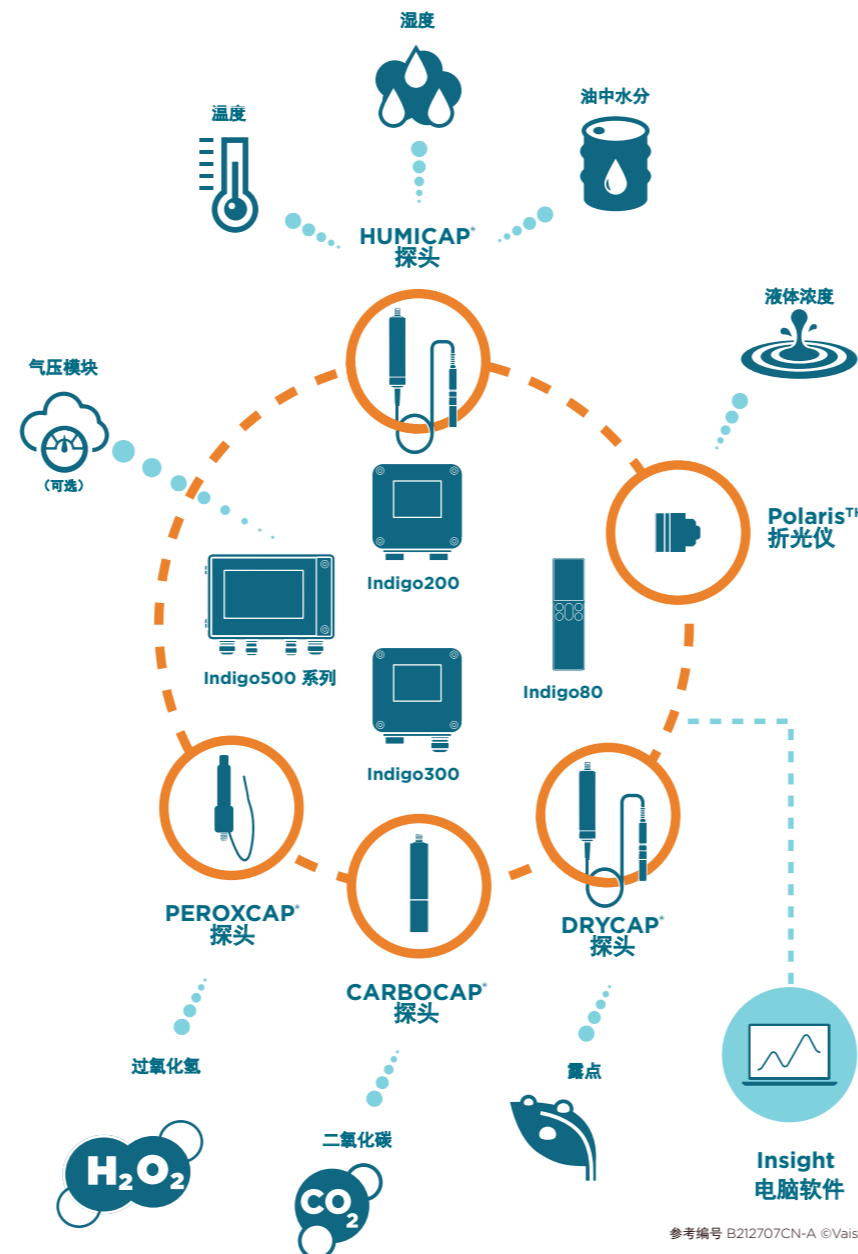 湿度
油中水分
温度
HUMICAP®
探头
液体浓度
气压模块
(可选)
Polaris™
折光仪
Indigo200
Indigo500 系列
Indigo80
Indigo300
PEROXCAP®
探头
DRYCAP®
探头
CARBOCAP®
探头
过氧化氢
露点
二氧化碳
H₂O₂
CO₂
Insight
电脑软件
参考编号 B212707CN-A ©Vais